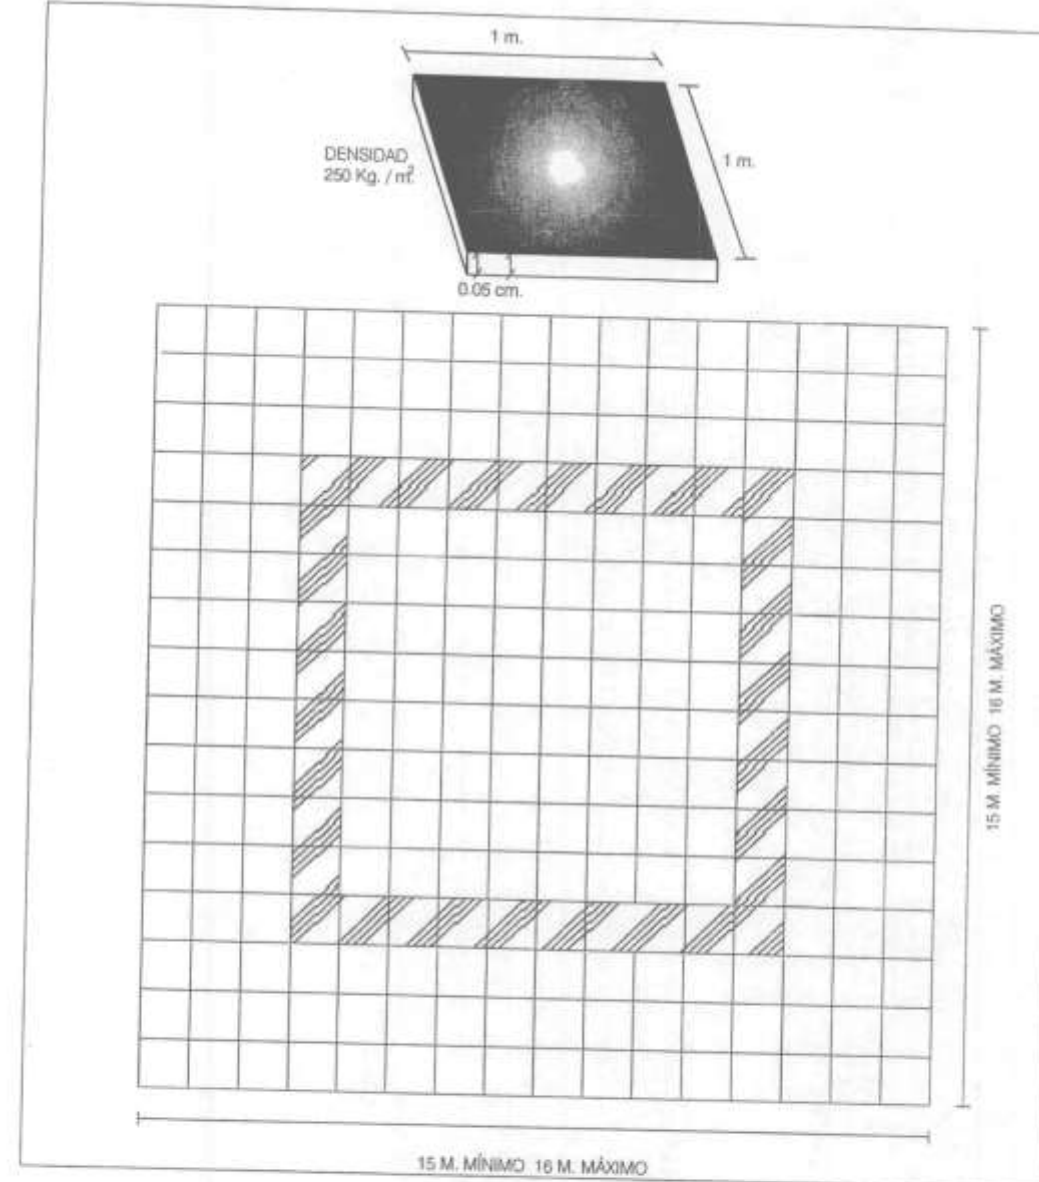 1 m.
DENSIDAD
250 Kg. / m².
1 m.
0.05 cm.
15 M. MÍNIMO 16 M. MÁXIMO
15 M. MÍNIMO 16 M. MÁXIMO